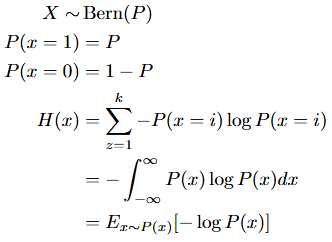 X ∼ Bern(P)
P(x = 1) = P
P(x = 0) = 1 − P
H(x) = ∑_{z=1}^{k} −P(x = i) log P(x = i)
= − ∫_{−∞}^{∞} P(x) log P(x)dx
= E_{x∼P(x)}[− log P(x)]